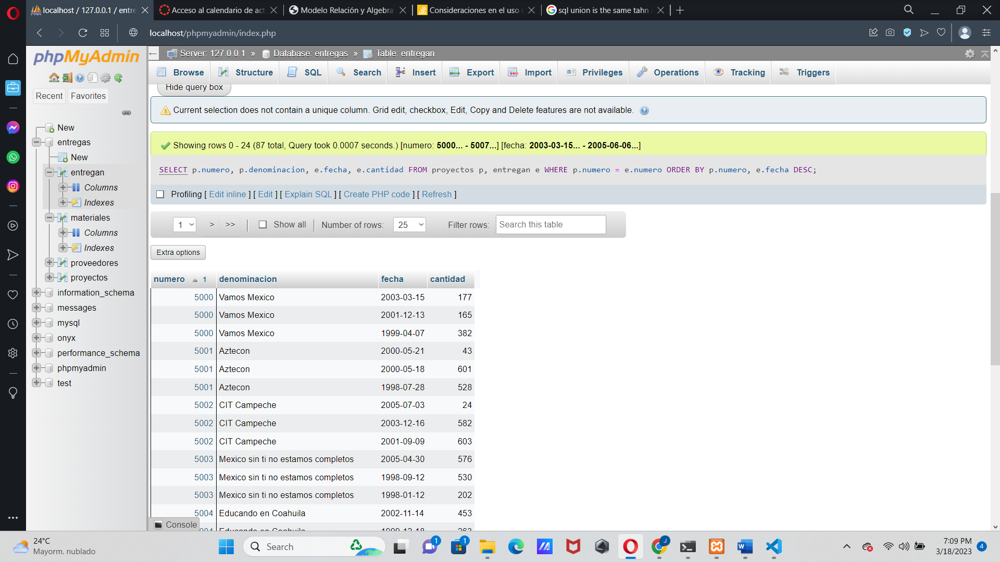 localhost / 127.0.0.1 / entre
Acceso al calendario de act
Modelo Relación y Algebra
Consideraciones en el uso d
sql union is the same tahn a
localhost/phpmyadmin/index.php
phpMyAdmin
Recent
Favorites
New
entregas
New
entregan
Columns
Indexes
materiales
Columns
Indexes
proveedores
proyectos
information_schema
messages
mysql
onyx
performance_schema
phpmyadmin
test
Server: 127.0.0.1 » Database: entregas » Table: entregan
Browse Structure SQL Search Insert Export Import Privileges Operations Tracking Triggers
Hide query box
Current selection does not contain a unique column. Grid edit, checkbox, Edit, Copy and Delete features are not available.
Showing rows 0 - 24 (87 total, Query took 0.0007 seconds.) [numero: 5000... - 5007...] [fecha: 2003-03-15... - 2005-06-06...]
SELECT p.numero, p.denominacion, e.fecha, e.cantidad FROM proyectos p, entregan e WHERE p.numero = e.numero ORDER BY p.numero, e.fecha DESC;
Profiling [ Edit inline ] [ Edit ] [ Explain SQL ] [ Create PHP code ] [ Refresh ]
1 > >> Show all Number of rows: 25 Filter rows: Search this table
Extra options
numero 1 denominacion fecha cantidad
5000 Vamos Mexico 2003-03-15 177
5000 Vamos Mexico 2001-12-13 165
5000 Vamos Mexico 1999-04-07 382
5001 Aztecon 2000-05-21 43
5001 Aztecon 2000-05-18 601
5001 Aztecon 1998-07-28 528
5002 CIT Campeche 2005-07-03 24
5002 CIT Campeche 2003-12-16 582
5002 CIT Campeche 2001-09-09 603
5003 Mexico sin ti no estamos completos 2005-04-30 576
5003 Mexico sin ti no estamos completos 1998-09-12 530
5003 Mexico sin ti no estamos completos 1998-01-12 202
5004 Educando en Coahuila 2002-11-14 453
Educando en Coahuila 1999-12-18 263
Console
24°C
Mayorm. nublado
Search
1
1
J
7:09 PM
3/18/2023
4